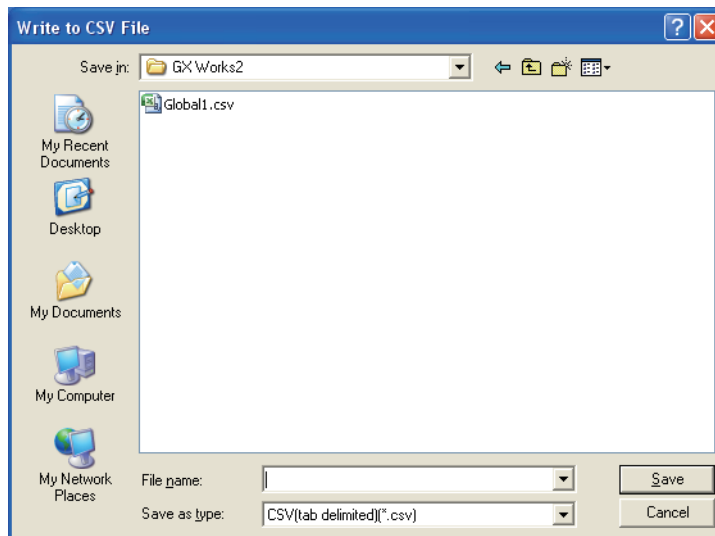 Write to CSV File
Save in:
GX Works2
Global1.csv
My Recent
Documents
Desktop
My Documents
My Computer
My Network
Places
File name:
Save
Save as type:
CSV(tab delimited)(*.csv)
Cancel